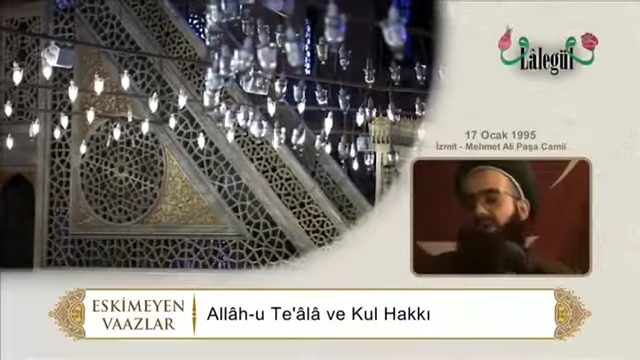 Lâlegül
17 Ocak 1995
İzmit - Mehmet Ali Paşa Camii
ESKİMEYEN
VAAZLAR
Allâh-u Te'âlâ ve Kul Hakkı